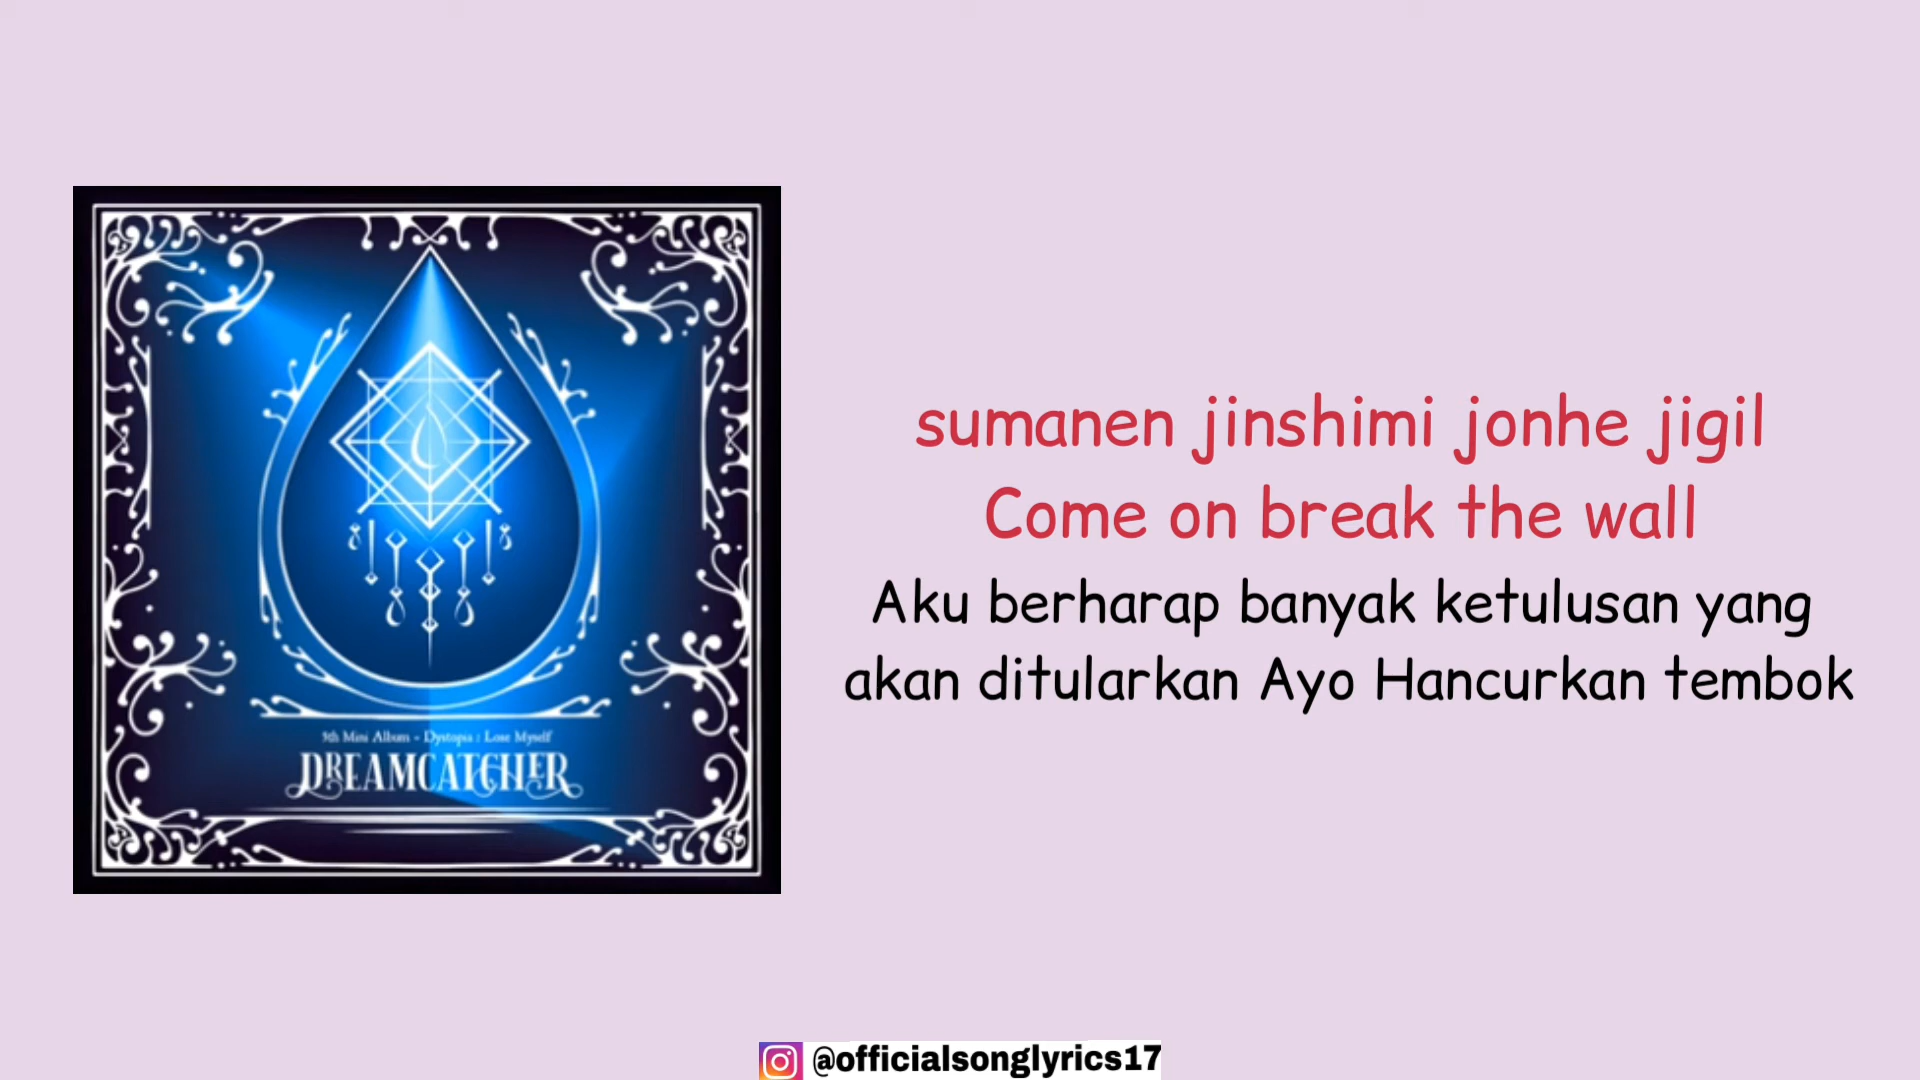 5th Mini Album - Dystopia : Lose Myself
DREAMCATCHER
sumanen jinshimi jonhe jigil
Come on break the wall
Aku berharap banyak ketulusan yang
akan ditularkan Ayo Hancurkan tembok
@officialsonglyrics17